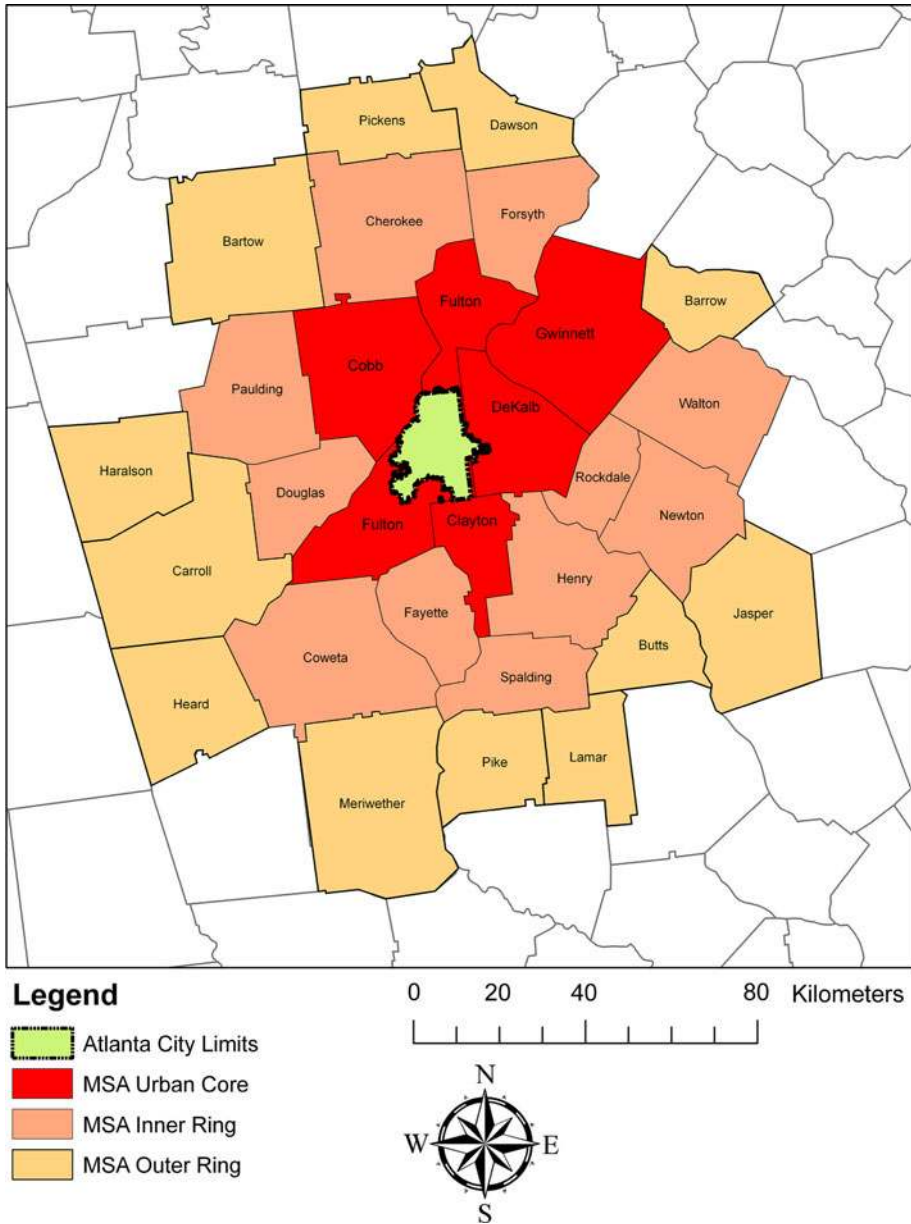 Pickens
Dawson
Bartow
Cherokee
Forsyth
Fulton
Gwinnett
Barrow
Cobb
Paulding
DeKalb
Walton
Haralson
Douglas
Rockdale
Newton
Fulton
Clayton
Carroll
Henry
Fayette
Jasper
Coweta
Butts
Heard
Spalding
Pike
Lamar
Meriwether
Legend
Atlanta City Limits
MSA Urban Core
MSA Inner Ring
MSA Outer Ring
0 20 40 80 Kilometers
N
W E
S